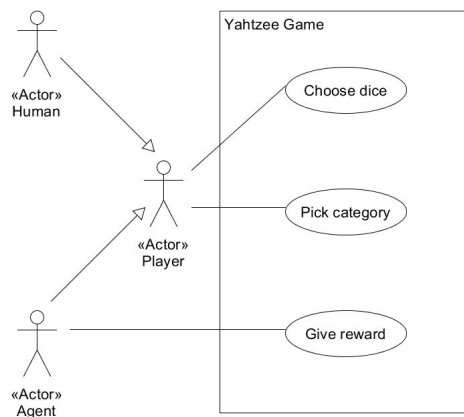 Yahtzee Game
«Actor»
Human
Choose dice
«Actor»
Player
Pick category
«Actor»
Agent
Give reward